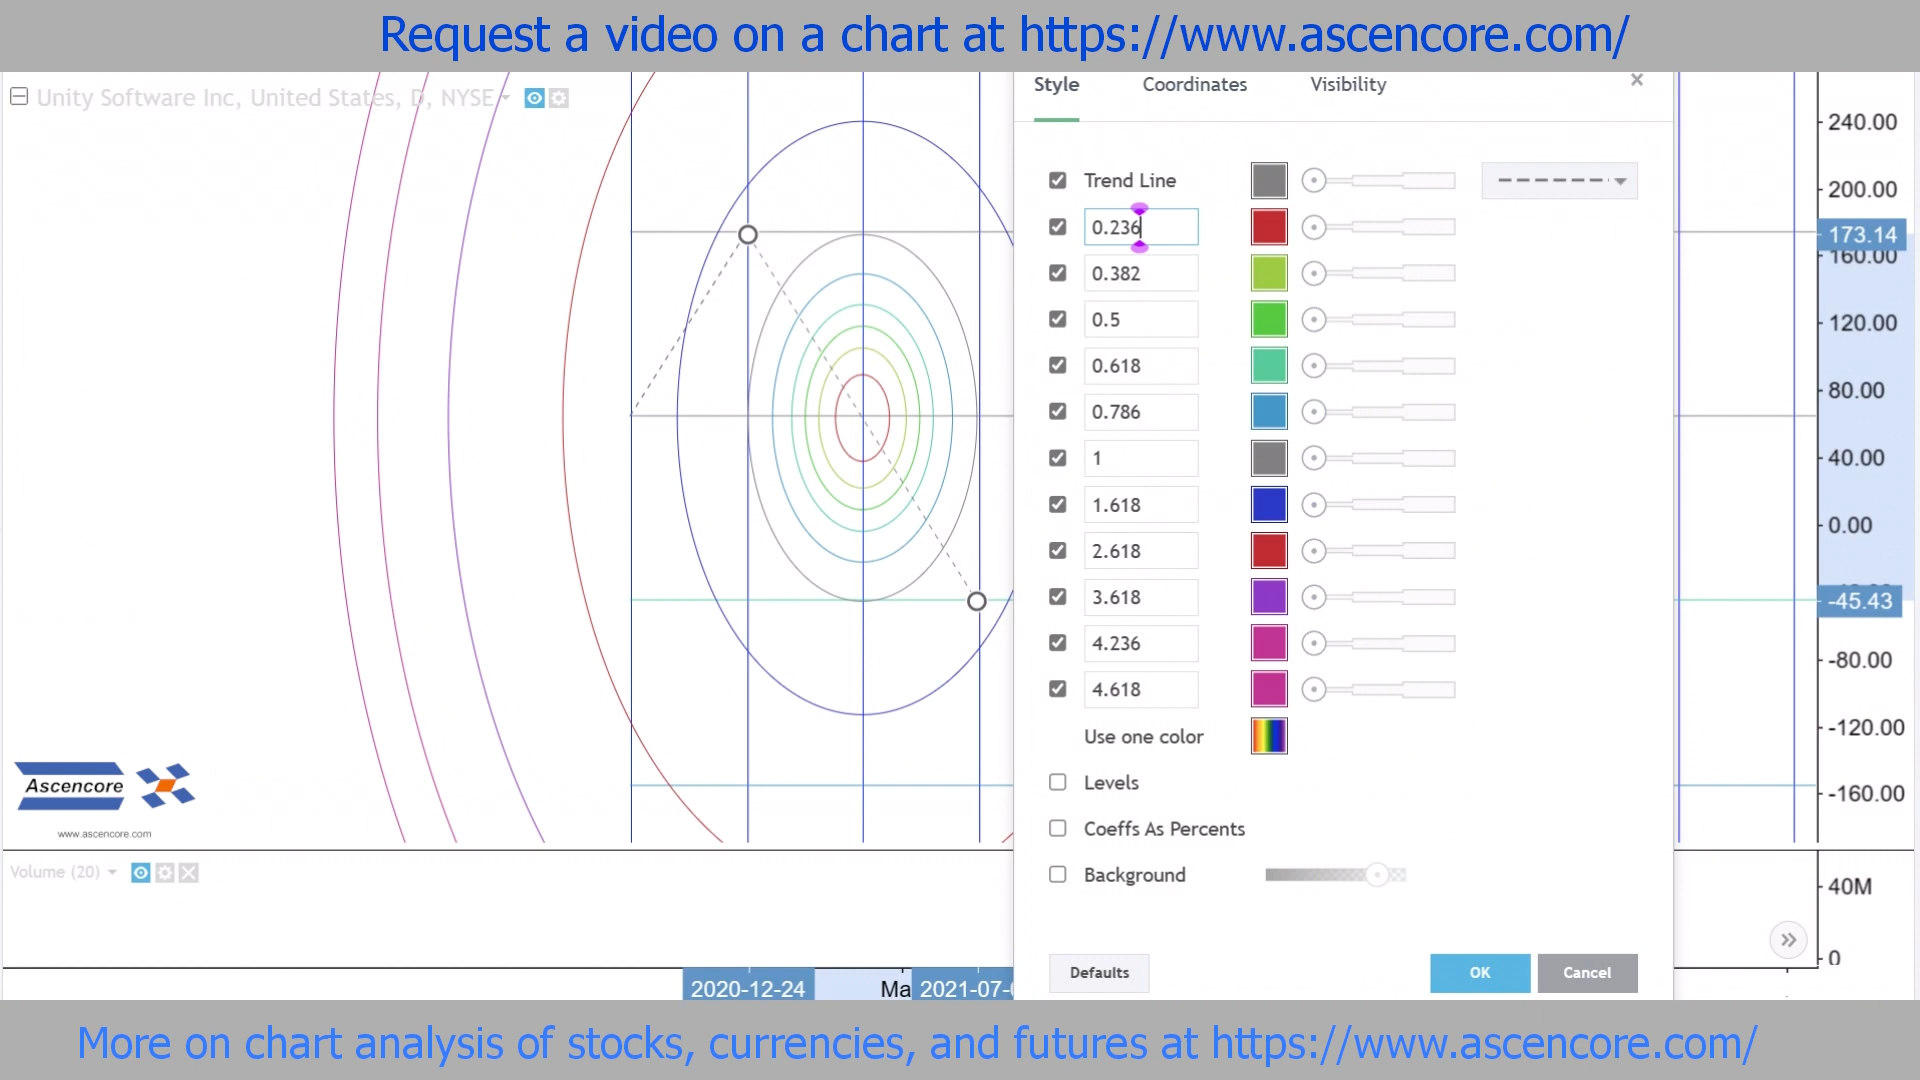 Request a video on a chart at https://www.ascencore.com/
Unity Software Inc, United States, D, NYSE
Style Coordinates Visibility ×
Trend Line
0.236
0.382
0.5
0.618
0.786
1
1.618
2.618
3.618
4.236
4.618
Use one color
Levels
Coeffs As Percents
Background
Defaults OK Cancel
240.00
200.00
173.14
160.00
120.00
80.00
40.00
0.00
-45.43
-80.00
-120.00
-160.00
Ascencore
www.ascencore.com
Volume (20)
40M
0
2020-12-24 Ma 2021-07-0
More on chart analysis of stocks, currencies, and futures at https://www.ascencore.com/